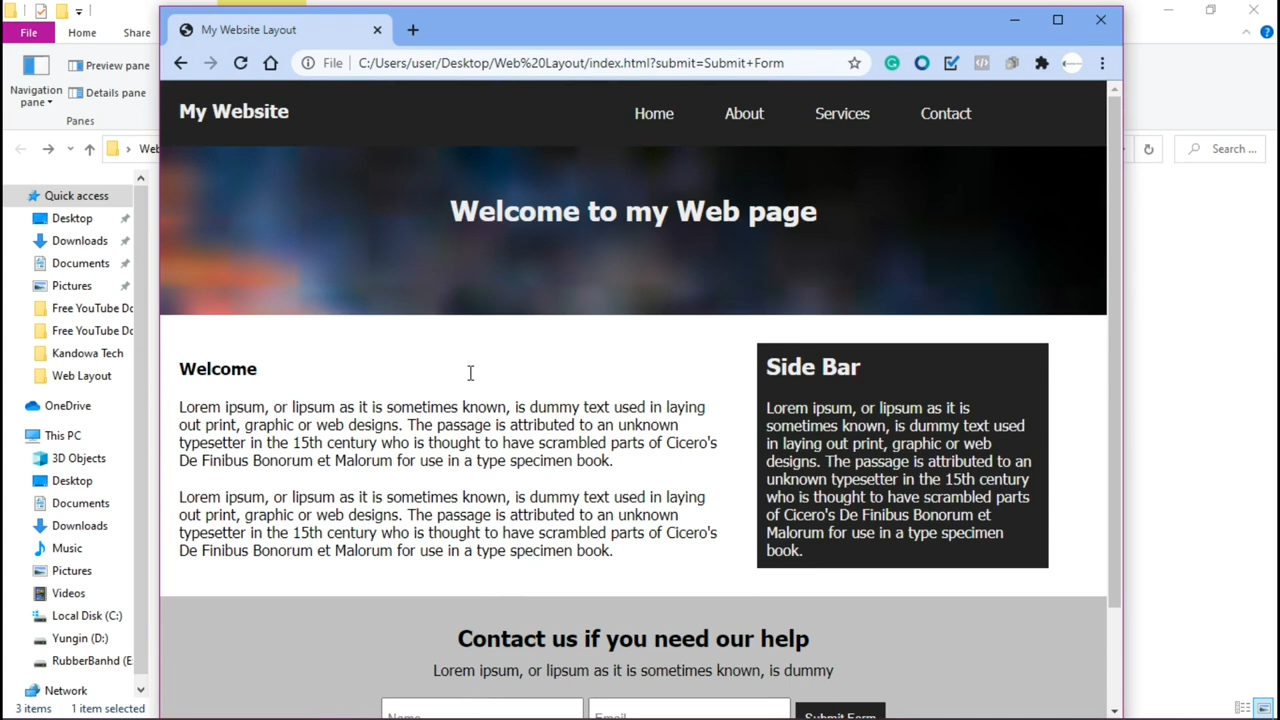 My Website Layout
File
Home
Share
File
C:/Users/user/Desktop/Web%20Layout/index.html?submit=Submit+Form
Preview pane
Navigation
pane
Details pane
Panes
Search ...
My Website
Home
About
Services
Contact
Welcome to my Web page
Quick access
Desktop
Downloads
Documents
Pictures
Free YouTube Do
Free YouTube Do
Kandowa Tech
Web Layout
OneDrive
This PC
3D Objects
Desktop
Documents
Downloads
Music
Pictures
Videos
Local Disk (C:)
Yungin (D:)
RubberBanhd (E
Network
3 items
1 item selected
Welcome
Lorem ipsum, or lipsum as it is sometimes known, is dummy text used in laying
out print, graphic or web designs. The passage is attributed to an unknown
typesetter in the 15th century who is thought to have scrambled parts of Cicero's
De Finibus Bonorum et Malorum for use in a type specimen book.
Lorem ipsum, or lipsum as it is sometimes known, is dummy text used in laying
out print, graphic or web designs. The passage is attributed to an unknown
typesetter in the 15th century who is thought to have scrambled parts of Cicero's
De Finibus Bonorum et Malorum for use in a type specimen book.
Side Bar
Lorem ipsum, or lipsum as it is
sometimes known, is dummy text used
in laying out print, graphic or web
designs. The passage is attributed to an
unknown typesetter in the 15th century
who is thought to have scrambled parts
of Cicero's De Finibus Bonorum et
Malorum for use in a type specimen
book.
Contact us if you need our help
Lorem ipsum, or lipsum as it is sometimes known, is dummy
Name
Email
Submit Form